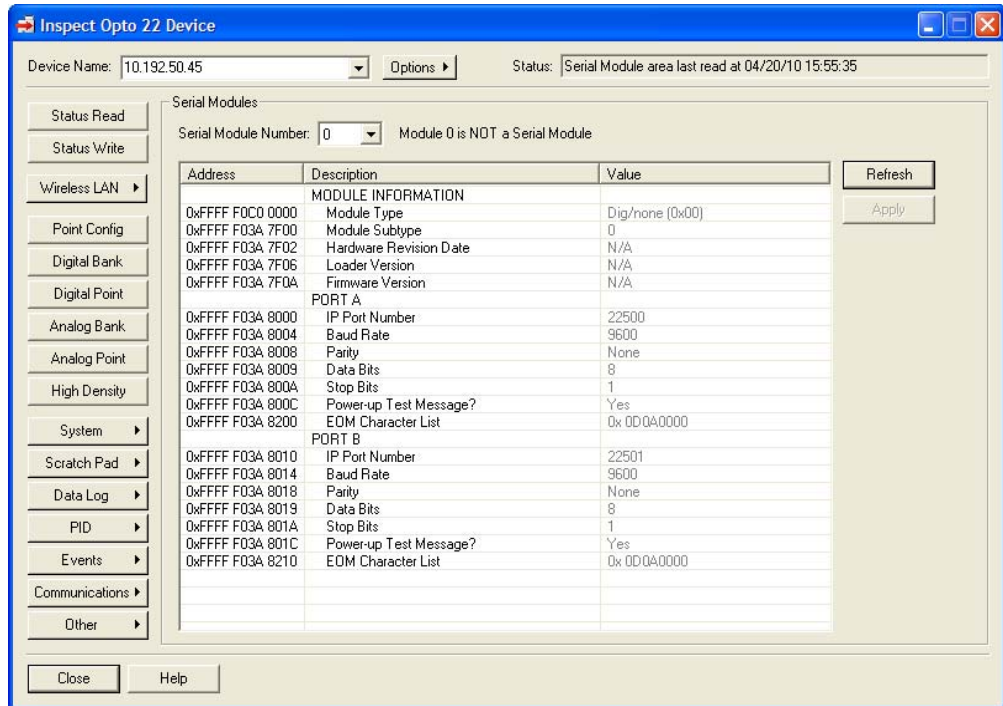 Inspect Opto 22 Device
Device Name: 10.192.50.45 Options Status: Serial Module area last read at 04/20/10 15:55:35
Status Read
Status Write
Wireless LAN
Point Config
Digital Bank
Digital Point
Analog Bank
Analog Point
High Density
System
Scratch Pad
Data Log
PID
Events
Communications
Other
Serial Modules
Serial Module Number: 0 Module 0 is NOT a Serial Module
Address Description Value
MODULE INFORMATION
0xFFFF F0C0 0000 Module Type Dig/none (0x00)
0xFFFF F03A 7F00 Module Subtype 0
0xFFFF F03A 7F02 Hardware Revision Date N/A
0xFFFF F03A 7F06 Loader Version N/A
0xFFFF F03A 7F0A Firmware Version N/A
PORT A
0xFFFF F03A 8000 IP Port Number 22500
0xFFFF F03A 8004 Baud Rate 9600
0xFFFF F03A 8008 Parity None
0xFFFF F03A 8009 Data Bits 8
0xFFFF F03A 800A Stop Bits 1
0xFFFF F03A 800C Power-up Test Message? Yes
0xFFFF F03A 8200 EOM Character List 0x 0D0A0000
PORT B
0xFFFF F03A 8010 IP Port Number 22501
0xFFFF F03A 8014 Baud Rate 9600
0xFFFF F03A 8018 Parity None
0xFFFF F03A 8019 Data Bits 8
0xFFFF F03A 801A Stop Bits 1
0xFFFF F03A 801C Power-up Test Message? Yes
0xFFFF F03A 8210 EOM Character List 0x 0D0A0000
Refresh
Apply
Close Help